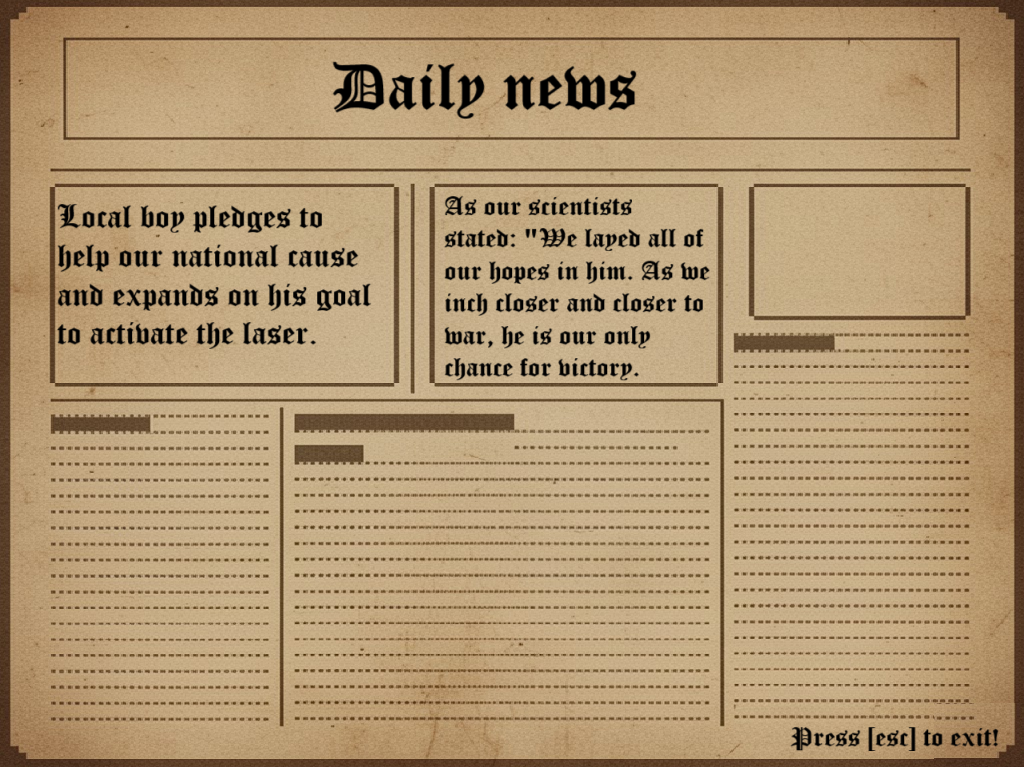 Daily news
Local boy pledges to
help our national cause
and expands on his goal
to activate the laser.
As our scientists
stated: "We layed all of
our hopes in him. As we
inch closer and closer to
war, he is our only
chance for victory.
Press [esc] to exit!